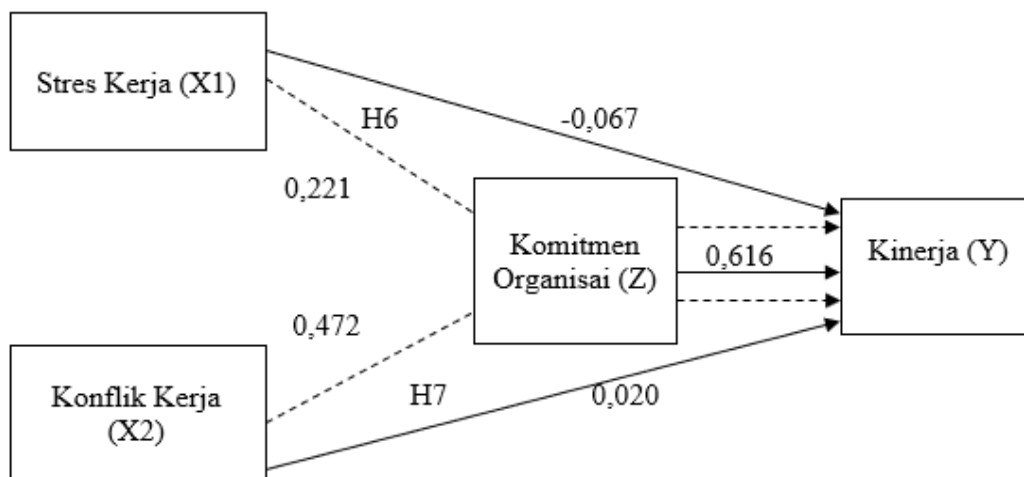 Stres Kerja (X1)
H6
-0,067
0,221
Komitmen
Organisai (Z)
0,616
Kinerja (Y)
0,472
Konflik Kerja
(X2)
H7
0,020